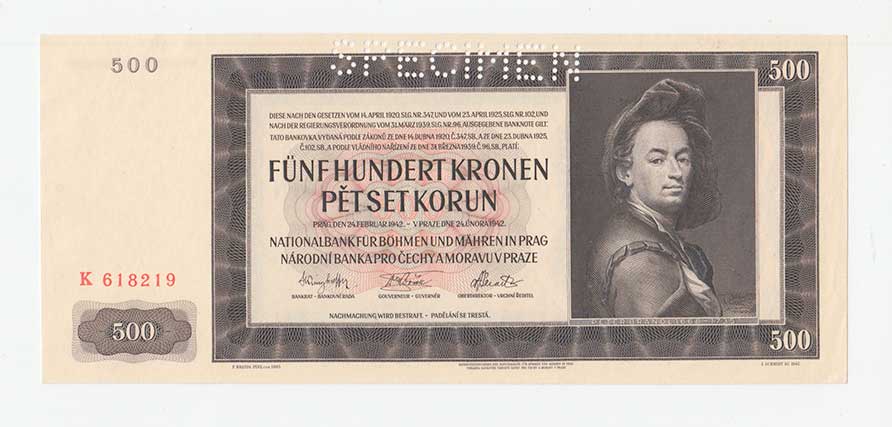 500
SPECIMEN
500
DIESE NACH DEN GESETZEN VOM 14. APRIL 1920, SLG. NR. 347, UND VOM 23. APRIL 1925, SLG. NR. 102, UND
NACH DER REGIERUNGSVERORDNUNG VOM 31. MÄRZ 1939, SLG. NR. 96, AUSGEGEBENE BANKNOTE GILT.
TATO BANKOVKA, VYDANÁ PODLE ZÁKONŮ ZE DNE 14. DUBNA 1920, Č. 347, SB., A ZE DNE 23. DUBNA 1925,
Č. 102, SB., A PODLE VLÁDNÍHO NAŘÍZENÍ ZE DNE 31. BŘEZNA 1939, Č. 96, SB., PLATÍ.
FÜNF HUNDERT KRONEN
PĚT SET KORUN
PRAG, DEN 24. FEBRUAR 1942. – V PRAZE DNE 24. ÚNORA 1942.
NATIONALBANK FÜR BÖHMEN UND MÄHREN IN PRAG
NÁRODNÍ BANKA PRO ČECHY A MORAVU V PRAZE
K 618219
BANKRAT - BANKOVNÍ RADA
GOUVERNEUR - GUVERNÉR
OBERDIREKTOR - VRCHNÍ ŘEDITEL
NACHMACHUNG WIRD BESTRAFT. – PADĚLÁNÍ SE TRESTÁ.
PETER BRANDL 1668-1735
500
500